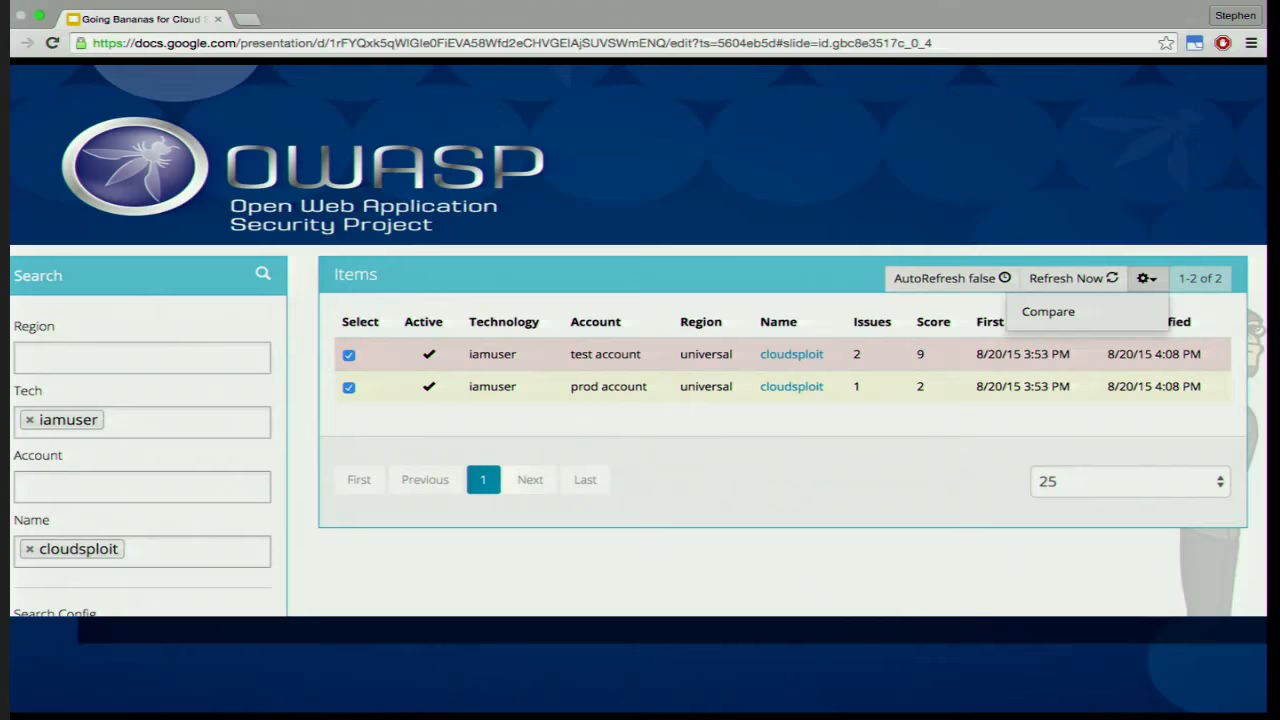 Going Bananas for Cloud
Stephen
https://docs.google.com/presentation/d/1rFYQxk5qWIGIe0FiEVA58Wfd2eCHVGEIAjSUVSWmENQ/edit?ts=5604eb5d#slide=id.gbc8e3517c_0_4
OWASP
Open Web Application
Security Project
Search
Region
Tech
× iamuser
Account
Name
× cloudsploit
Search Config
Items
AutoRefresh false
Refresh Now
1-2 of 2
Compare
Select Active Technology Account Region Name Issues Score First fied
iamuser test account universal cloudsploit 2 9 8/20/15 3:53 PM 8/20/15 4:08 PM
iamuser prod account universal cloudsploit 1 2 8/20/15 3:53 PM 8/20/15 4:08 PM
First Previous 1 Next Last
25